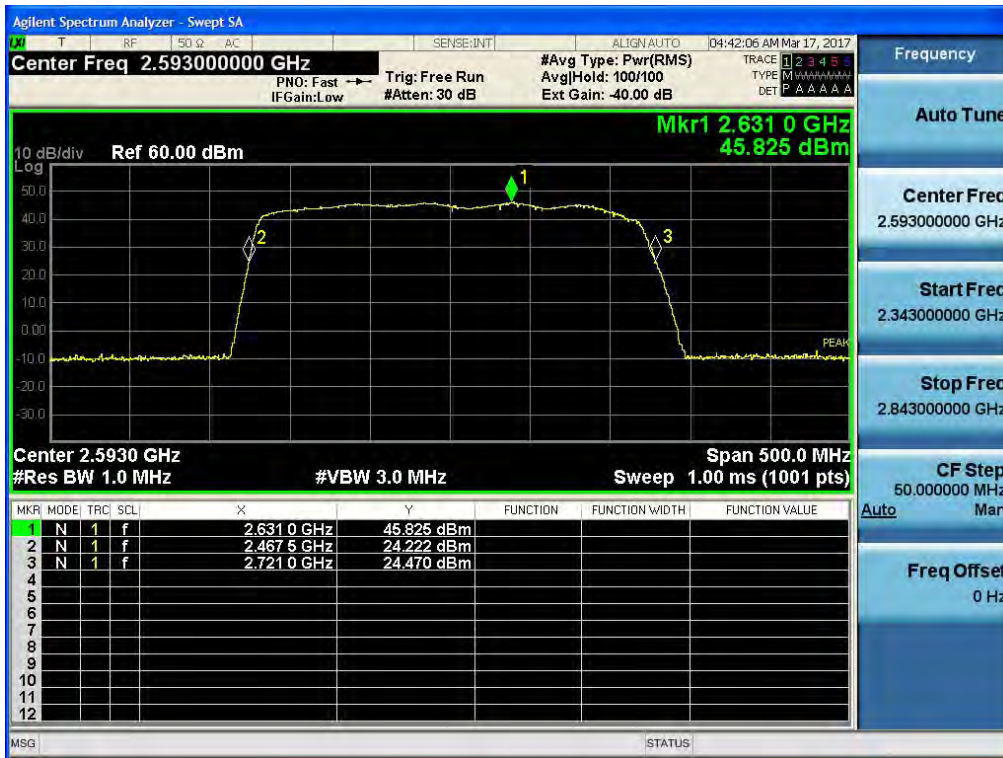 Agilent Spectrum Analyzer - Swept SA
LXI T RF 50 Ω AC SENSE:INT ALIGN AUTO 04:42:06 AM Mar 17, 2017
Center Freq 2.593000000 GHz
PNO: Fast
IFGain:Low
Trig: Free Run
#Atten: 30 dB
#Avg Type: Pwr(RMS)
Avg|Hold: 100/100
Ext Gain: -40.00 dB
TRACE 1 2 3 4 5 6
TYPE M
DET P A A A A A
Mkr1 2.631 0 GHz
45.825 dBm
10 dB/div Ref 60.00 dBm
Log
50.0
40.0
30.0
20.0
10.0
0.00
-10.0
-20.0
-30.0
1
2
3
PEAK
Center 2.5930 GHz Span 500.0 MHz
#Res BW 1.0 MHz #VBW 3.0 MHz Sweep 1.00 ms (1001 pts)
MKR MODE TRC SCL X Y FUNCTION FUNCTION WIDTH FUNCTION VALUE
1 N 1 f 2.631 0 GHz 45.825 dBm
2 N 1 f 2.467 5 GHz 24.222 dBm
3 N 1 f 2.721 0 GHz 24.470 dBm
4
5
6
7
8
9
10
11
12
MSG STATUS
Frequency
Auto Tune
Center Freq
2.593000000 GHz
Start Freq
2.343000000 GHz
Stop Freq
2.843000000 GHz
CF Step
50.000000 MHz
Auto Man
Freq Offset
0 Hz